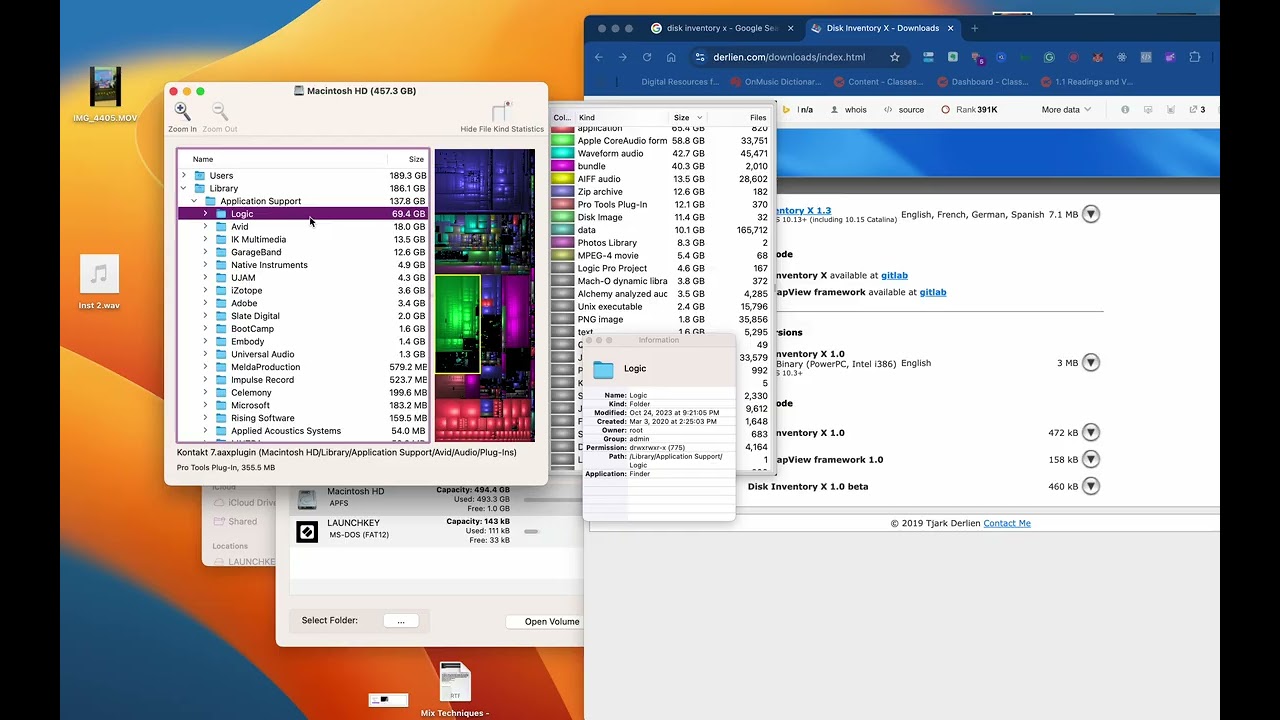 IMG_4405.MOV
Inst 2.wav
Mix Techniques -
Macintosh HD (457.3 GB)
Zoom In
Zoom Out
Hide File Kind Statistics
Name Size
Users 189.3 GB
Library 186.1 GB
Application Support 137.8 GB
Logic 69.4 GB
Avid 18.0 GB
IK Multimedia 13.5 GB
GarageBand 12.6 GB
Native Instruments 4.9 GB
UJAM 4.3 GB
iZotope 3.6 GB
Adobe 3.4 GB
Slate Digital 2.0 GB
BootCamp 1.6 GB
Embody 1.4 GB
Universal Audio 1.3 GB
MeldaProduction 579.2 MB
Impulse Record 523.7 MB
Celemony 199.6 MB
Microsoft 183.2 MB
Rising Software 159.5 MB
Applied Acoustics Systems 54.0 MB
Kontakt 7.aaxplugin (Macintosh HD/Library/Application Support/Avid/Audio/Plug-Ins)
Pro Tools Plug-In, 355.5 MB
Col... Kind Size Files
application 65.4 GB 820
Apple CoreAudio form 58.8 GB 33,751
Waveform audio 42.7 GB 45,471
bundle 40.3 GB 2,010
AIFF audio 13.5 GB 28,602
Zip archive 12.6 GB 182
Pro Tools Plug-In 12.1 GB 370
Disk Image 11.4 GB 32
data 10.1 GB 165,712
Photos Library 8.3 GB 2
MPEG-4 movie 5.4 GB 68
Logic Pro Project 4.6 GB 167
Mach-O dynamic libra 3.8 GB 372
Alchemy analyzed auc 3.5 GB 4,285
Unix executable 2.4 GB 15,796
PNG image 1.8 GB 35,856
text 1.6 GB 5,295
49
33,579
992
5
2,330
9,612
1,648
683
4,164
1
Information
Logic
Name: Logic
Kind: Folder
Modified: Oct 24, 2023 at 9:21:05 PM
Created: Mar 3, 2020 at 2:25:03 PM
Owner: root
Group: admin
Permission: drwxrwxr-x (775)
Path: /Library/Application Support/
Logic
Application: Finder
iCloud
iCloud Drive
Shared
Locations
LAUNCHKE
Macintosh HD
APFS
Capacity: 494.4 GB
Used: 493.3 GB
Free: 1.0 GB
LAUNCHKEY
MS-DOS (FAT12)
Capacity: 143 kB
Used: 111 kB
Free: 33 kB
Select Folder: ...
Open Volume
disk inventory x - Google Sea
Disk Inventory X - Downloads
derlien.com/downloads/index.html
Digital Resources f...
OnMusic Dictionar...
Content – Classes...
Dashboard – Class...
1.1 Readings and V...
n/a
whois
source
Rank 391K
More data
3
entory X 1.3 English, French, German, Spanish 7.1 MB
S 10.13+ (including 10.15 Catalina)
ode
nventory X available at gitlab
apView framework available at gitlab
ersions
nventory X 1.0 English 3 MB
Binary (PowerPC, Intel i386)
S 10.3+
ode
nventory X 1.0 472 kB
apView framework 1.0 158 kB
Disk Inventory X 1.0 beta 460 kB
© 2019 Tjark Derlien Contact Me